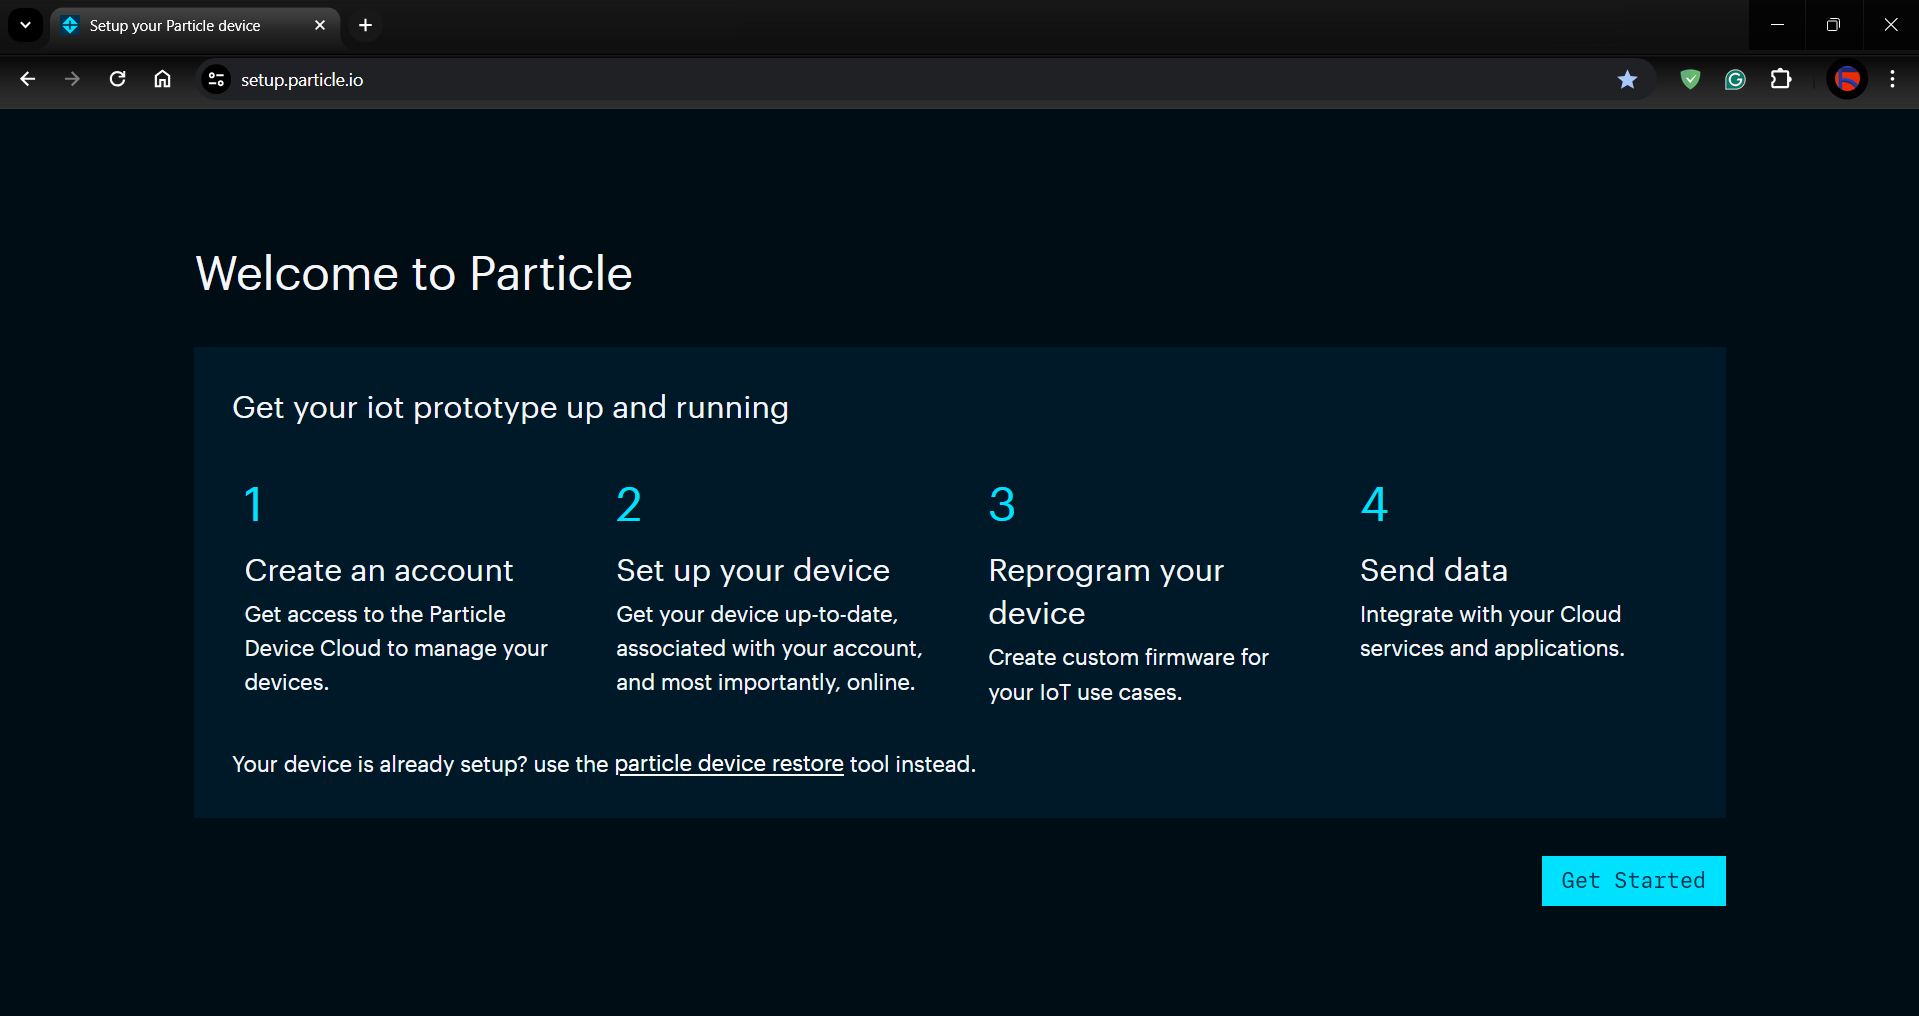 Setup your Particle device
setup.particle.io
Welcome to Particle
Get your iot prototype up and running
1
Create an account
Get access to the Particle
Device Cloud to manage your
devices.
2
Set up your device
Get your device up-to-date,
associated with your account,
and most importantly, online.
3
Reprogram your
device
Create custom firmware for
your IoT use cases.
4
Send data
Integrate with your Cloud
services and applications.
Your device is already setup? use the particle device restore tool instead.
Get Started